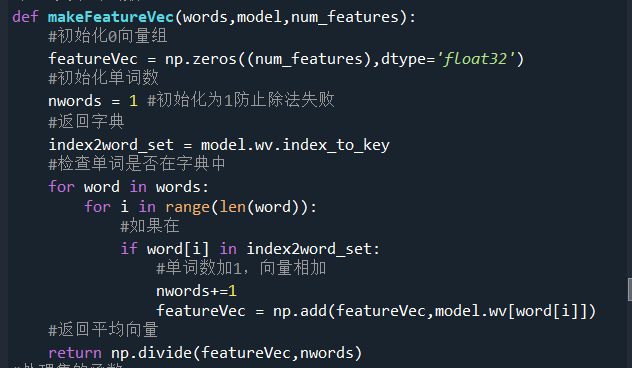 def makeFeatureVec(words,model,num_features):
    #初始化0向量组
    featureVec = np.zeros((num_features),dtype='float32')
    #初始化单词数
    nwords = 1 #初始化为1防止除法失败
    #返回字典
    index2word_set = model.wv.index_to_key
    #检查单词是否在字典中
    for word in words:
        for i in range(len(word)):
            #如果在
            if word[i] in index2word_set:
                #单词数加1，向量相加
                nwords+=1
                featureVec = np.add(featureVec,model.wv[word[i]])
    #返回平均向量
    return np.divide(featureVec,nwords)